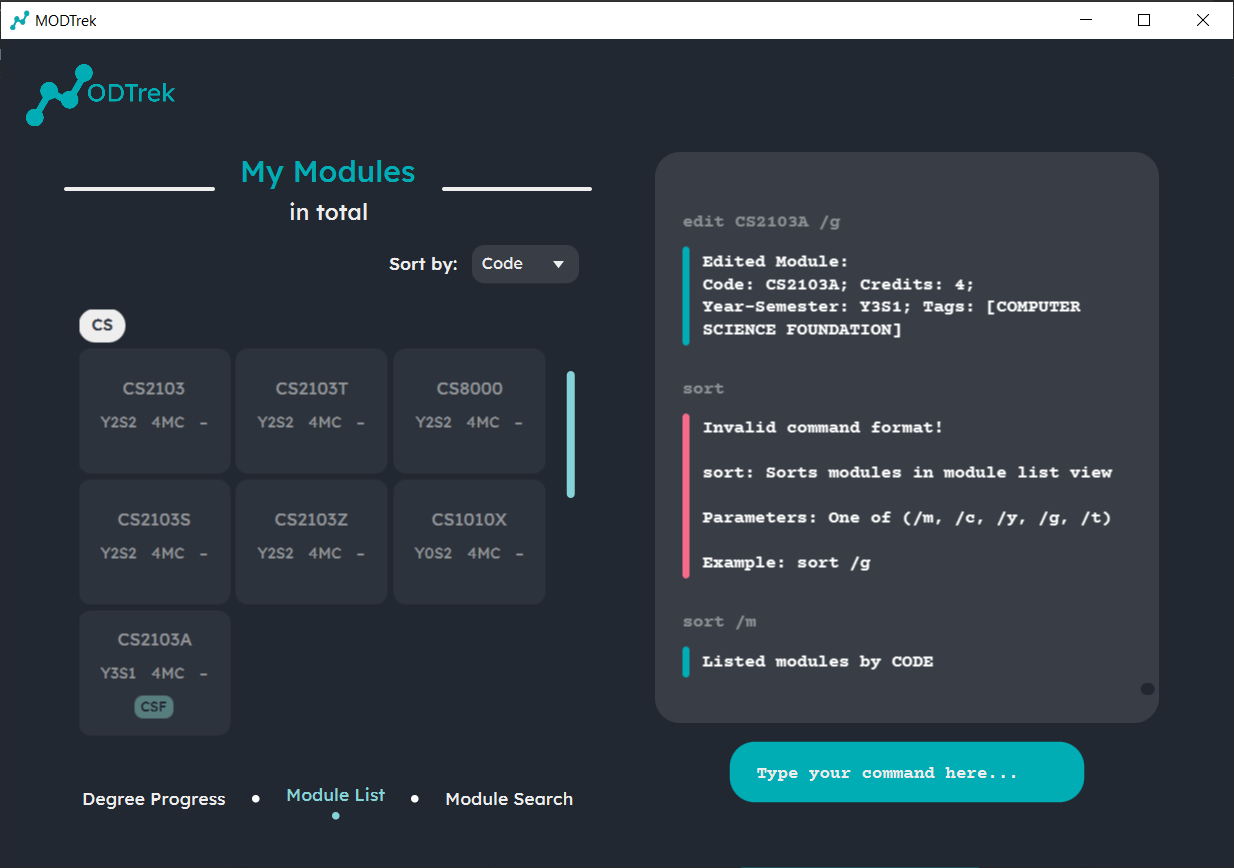 MODTrek
ODTrek
My Modules
in total
Sort by: Code
CS
CS2103 CS2103T CS8000
Y2S2 4MC – Y2S2 4MC – Y2S2 4MC –
CS2103S CS2103Z CS1010X
Y2S2 4MC – Y2S2 4MC – Y0S2 4MC –
CS2103A
Y3S1 4MC –
CSF
Degree Progress • Module List • Module Search
edit CS2103A /g
Edited Module:
Code: CS2103A; Credits: 4;
Year-Semester: Y3S1; Tags: [COMPUTER
SCIENCE FOUNDATION]
sort
Invalid command format!
sort: Sorts modules in module list view
Parameters: One of (/m, /c, /y, /g, /t)
Example: sort /g
sort /m
Listed modules by CODE
Type your command here...